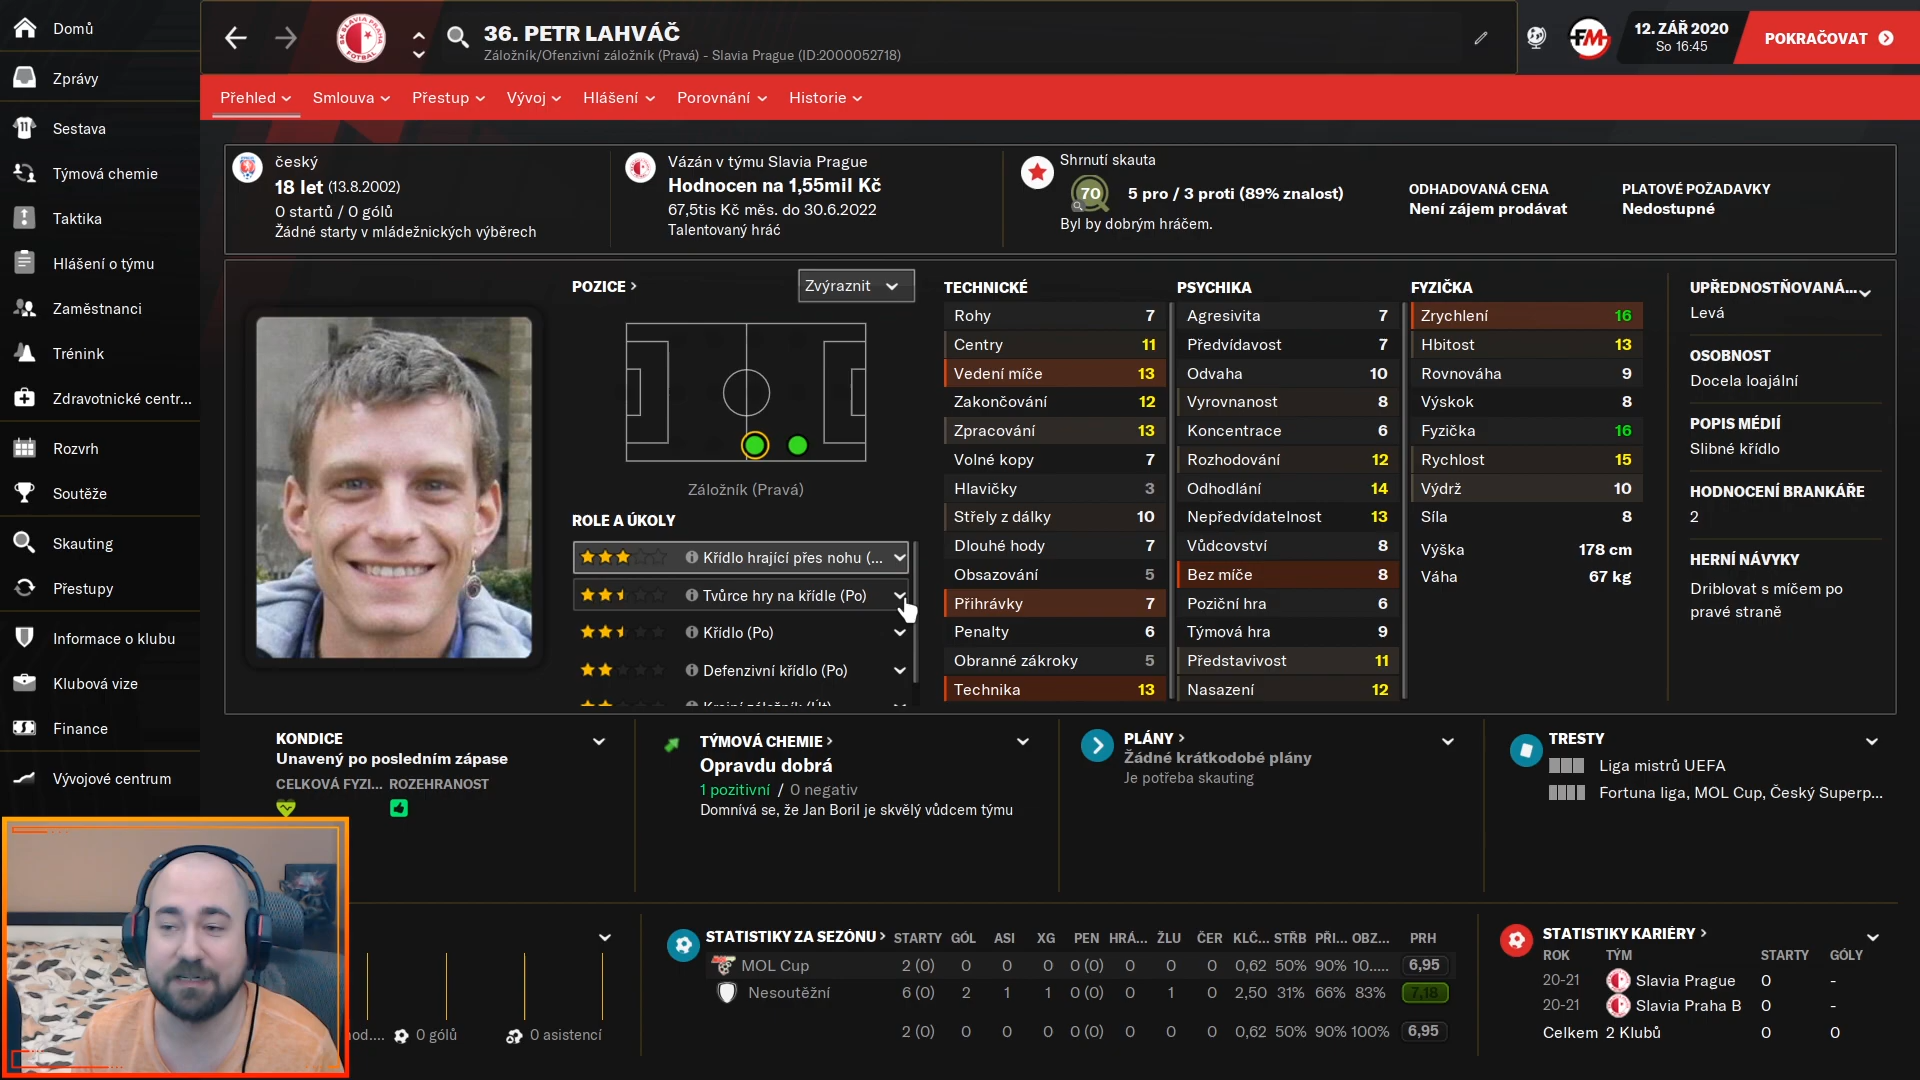 Domů
Zprávy
Sestava
Týmová chemie
Taktika
Hlášení o týmu
Zaměstnanci
Trénink
Zdravotnické centr...
Rozvrh
Soutěže
Skauting
Přestupy
Informace o klubu
Klubová vize
Finance
Vývojové centrum
36. PETR LAHVÁČ
Záložník/Ofenzivní záložník (Pravá) - Slavia Prague (ID:2000052718)
FM
12. ZÁŘ 2020
So 16:45
POKRAČOVAT
Přehled Smlouva Přestup Vývoj Hlášení Porovnání Historie
český
18 let (13.8.2002)
0 startů / 0 gólů
Žádné starty v mládežnických výběrech
Vázán v týmu Slavia Prague
Hodnocen na 1,55mil Kč
67,5tis Kč měs. do 30.6.2022
Talentovaný hráč
Shrnutí skauta
70 5 pro / 3 proti (89% znalost)
Byl by dobrým hráčem.
ODHADOVANÁ CENA
Není zájem prodávat
PLATOVÉ POŽADAVKY
Nedostupné
POZICE >
Zvýraznit
Záložník (Pravá)
ROLE A ÚKOLY
Křídlo hrající přes nohu (...
Tvůrce hry na křídle (Po)
Křídlo (Po)
Defenzivní křídlo (Po)
TECHNICKÉ
Rohy 7
Centry 11
Vedení míče 13
Zakončování 12
Zpracování 13
Volné kopy 7
Hlavičky 3
Střely z dálky 10
Dlouhé hody 7
Obsazování 5
Přihrávky 7
Penalty 6
Obranné zákroky 5
Technika 13
PSYCHIKA
Agresivita 7
Předvídavost 7
Odvaha 10
Vyrovnanost 8
Koncentrace 6
Rozhodování 12
Odhodlání 14
Nepředvídatelnost 13
Vůdcovství 8
Bez míče 8
Poziční hra 6
Týmová hra 9
Představivost 11
Nasazení 12
FYZIČKA
Zrychlení 16
Hbitost 13
Rovnováha 9
Výskok 8
Fyzička 16
Rychlost 15
Výdrž 10
Síla 8
Výška 178 cm
Váha 67 kg
UPŘEDNOSTŇOVANÁ...
Levá
OSOBNOST
Docela loajální
POPIS MÉDIÍ
Slibné křídlo
HODNOCENÍ BRANKÁŘE
2
HERNÍ NÁVYKY
Driblovat s míčem po
pravé straně
KONDICE
Unavený po posledním zápase
CELKOVÁ FYZI... ROZEHRANOST
TÝMOVÁ CHEMIE >
Opravdu dobrá
1 pozitivní / 0 negativ
Domnívá se, že Jan Boril je skvělý vůdcem týmu
PLÁNY >
Žádné krátkodobé plány
Je potřeba skauting
TRESTY
Liga mistrů UEFA
Fortuna liga, MOL Cup, Český Superp...
0 gólů 0 asistencí
STATISTIKY ZA SEZÓNU > STARTY GÓL ASI XG PEN HRÁ... ŽLU ČER KLÍČ... STŘB PŘI... OBZ... PRH
MOL Cup 2 (0) 0 0 0 0 (0) 0 0 0 0,62 50% 90% 10..... 6,95
Nesoutěžní 6 (0) 2 1 1 0 (0) 0 1 0 2,50 31% 66% 83% 7,18
2 (0) 0 0 0 0 (0) 0 0 0 0,62 50% 90% 100% 6,95
STATISTIKY KARIÉRY >
ROK TÝM STARTY GÓLY
20-21 Slavia Prague 0 -
20-21 Slavia Praha B 0 -
Celkem 2 Klubů 0 0